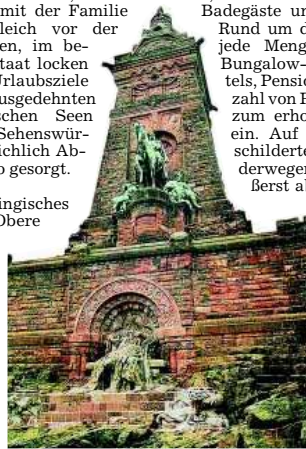 mit der Familie
leich vor der
en, im be-
taat locken
Urlaubsziele
usgedehnten
schen Seen
Sehenswür-
ichlich Ab-
o gesorgt.
ingisches
Obere
Badegäste un
Rund um d
jede Meng
Bungalow-
tels, Pensio
zahl von F
zum erho
ein. Auf
schilderte
derweger
ßerst al